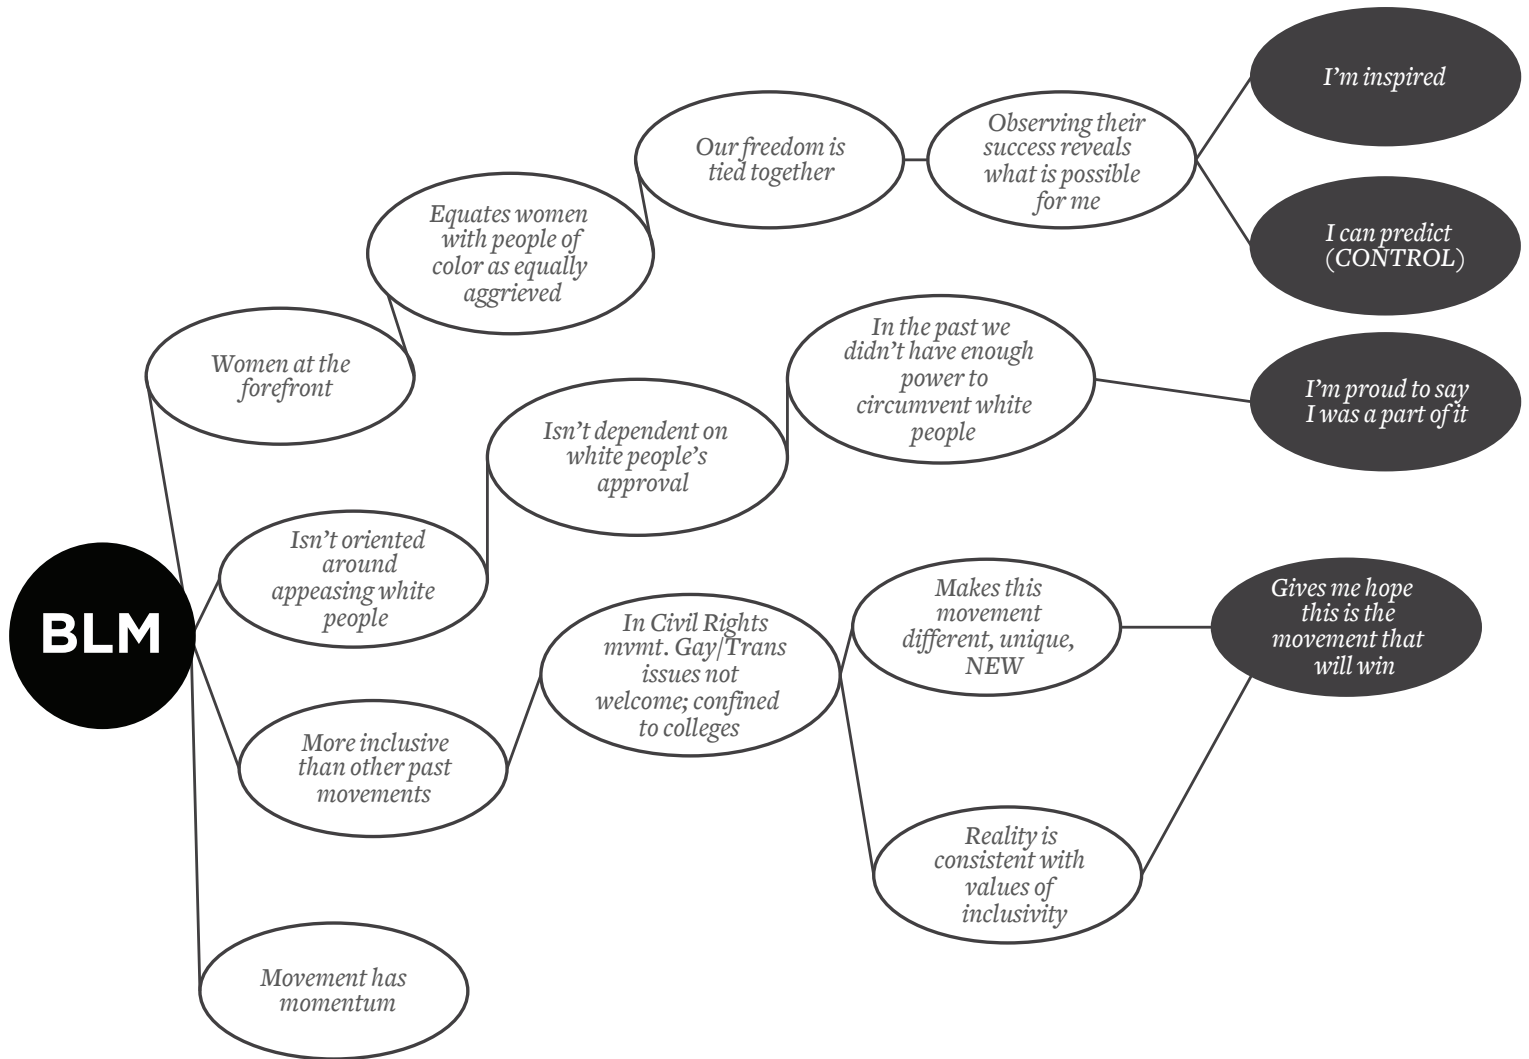 I’m inspired
Observing their
success reveals
what is possible
for me
Our freedom is
tied together
Equates women
with people of
color as equally
aggrieved
I can predict
(CONTROL)
Women at the
forefront
In the past we
didn’t have enough
power to
circumvent white
people
I’m proud to say
I was a part of it
Isn’t dependent on
white people’s
approval
Isn’t oriented
around
appeasing white
people
BLM
In Civil Rights
mvmt. Gay/Trans
issues not
welcome; confined
to colleges
Makes this
movement
different, unique,
NEW
Gives me hope
this is the
movement that
will win
More inclusive
than other past
movements
Reality is
consistent with
values of
inclusivity
Movement has
momentum